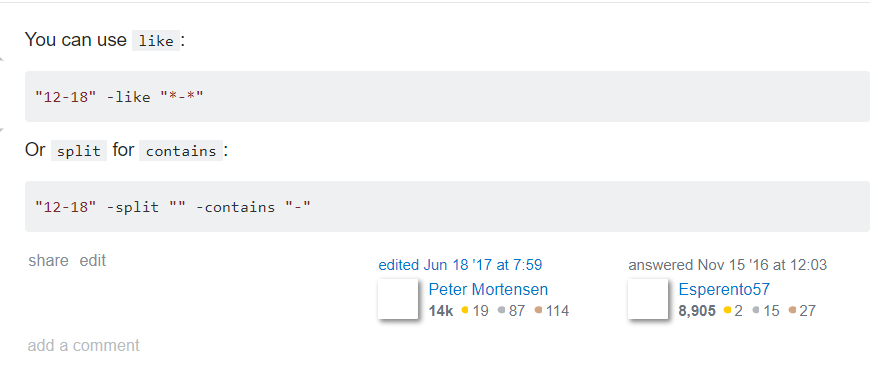 You can use like:
"12-18" -like "*-*"
Or split for contains:
"12-18" -split "" -contains "-"
share edit
edited Jun 18 '17 at 7:59
Peter Mortensen
14k 19 87 114
answered Nov 15 '16 at 12:03
Esperento57
8,905 2 15 27
add a comment